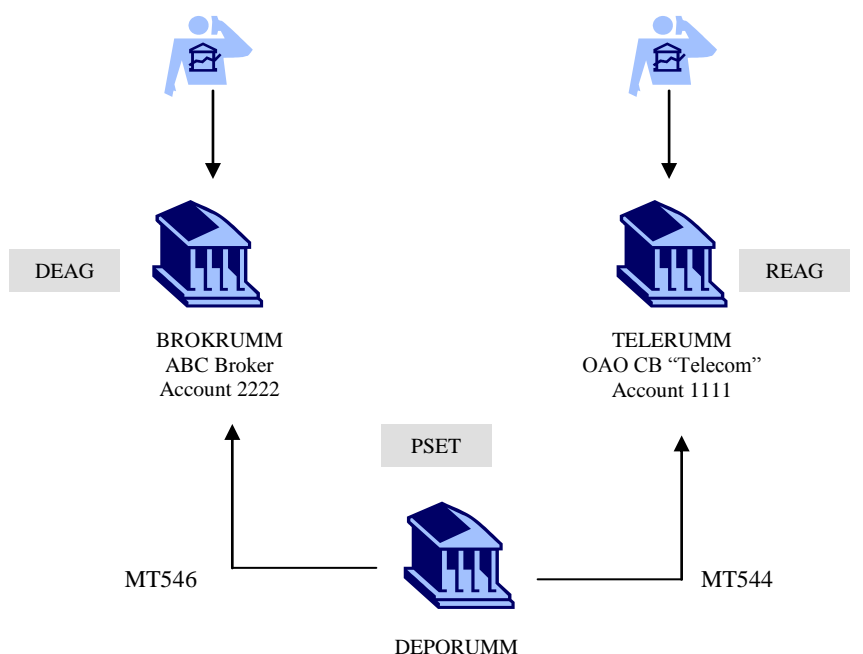 DEAG
REAG
BROKRUMM
ABC Broker
Account 2222
TELERUMM
OAO CB “Telecom”
Account 1111
PSET
MT546
MT544
DEPORUMM